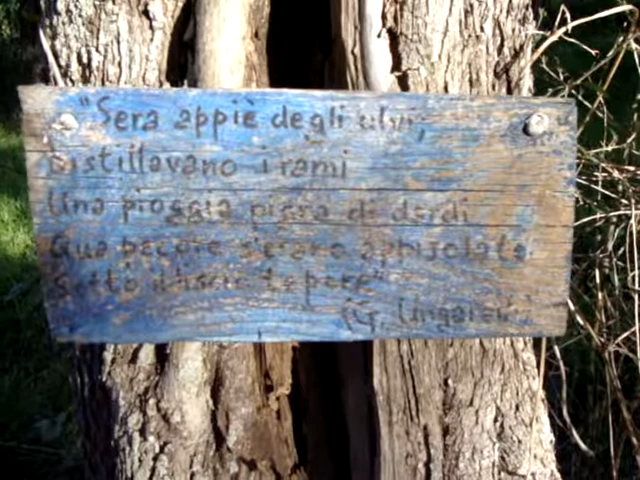 "Sera appiè degli ulivi,
Distillavano i rami
Una pioggia pigra di dardi
Qua pecore s'erano appisolate
Sotto il liscio tepore"
(G. Ungaretti)